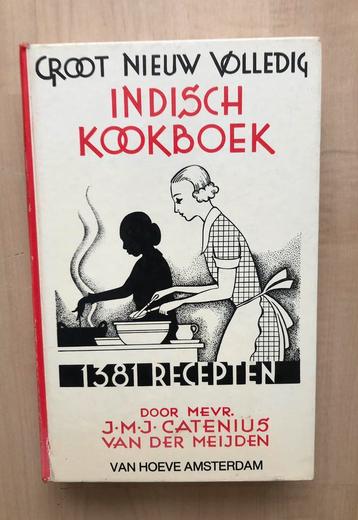 GROOT NIEUW VOLLEDIG
INDISCH
KOOKBOEK
1381 RECEPTEN
DOOR MEVR.
J·M·J· CATENIUS
VAN DER MEIJDEN
VAN HOEVE AMSTERDAM